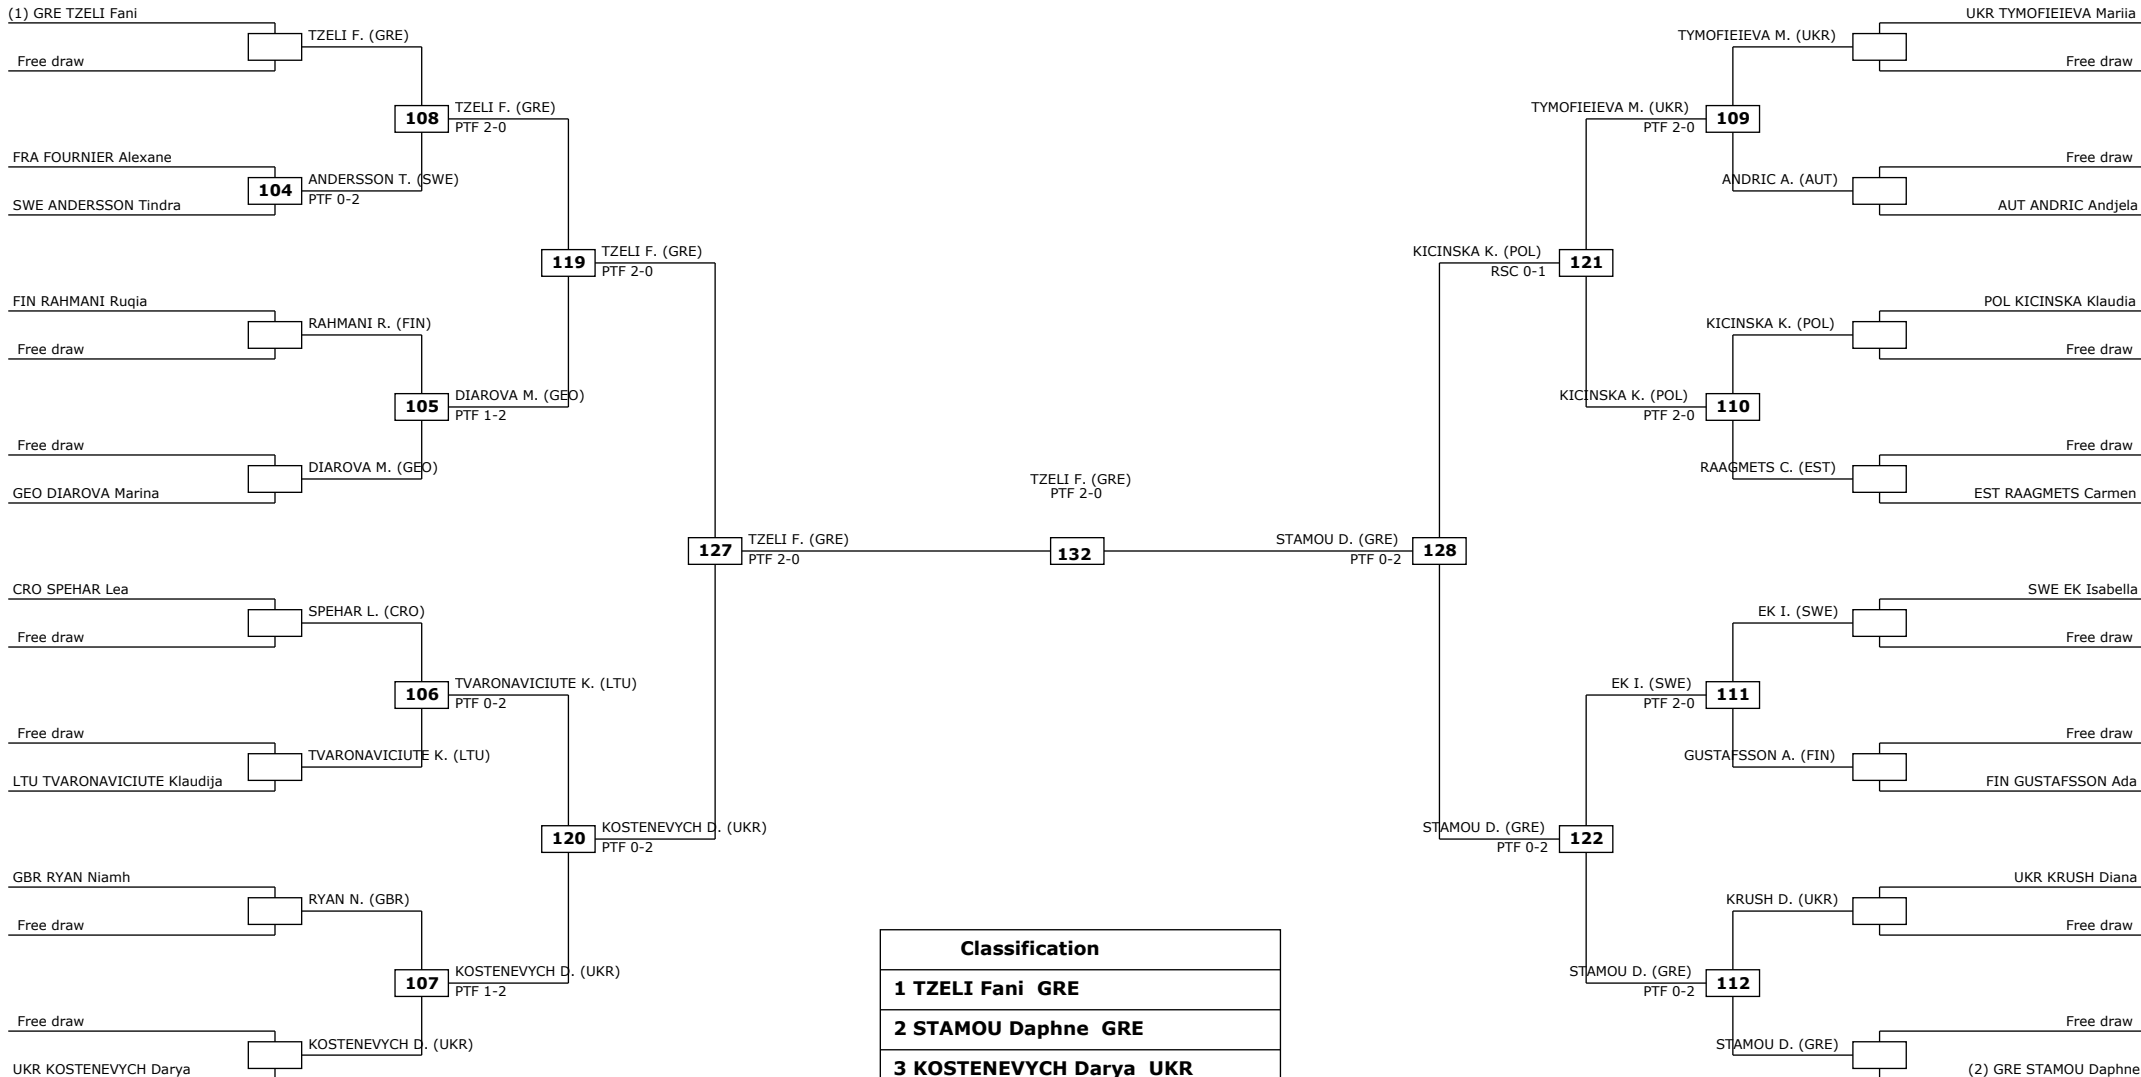 (1) GRE TZELI Fani
TZELI F. (GRE)
Free draw
108
TZELI F. (GRE)
PTF 2-0
FRA FOURNIER Alexane
104
ANDERSSON T. (SWE)
PTF 0-2
SWE ANDERSSON Tindra
119
TZELI F. (GRE)
PTF 2-0
FIN RAHMANI Ruqia
RAHMANI R. (FIN)
Free draw
105
DIAROVA M. (GEO)
PTF 1-2
Free draw
DIAROVA M. (GEO)
GEO DIAROVA Marina
127
TZELI F. (GRE)
PTF 2-0
CRO SPEHAR Lea
SPEHAR L. (CRO)
Free draw
106
TVARONAVICIUTE K. (LTU)
PTF 0-2
Free draw
TVARONAVICIUTE K. (LTU)
LTU TVARONAVICIUTE Klaudija
120
KOSTENEVYCH D. (UKR)
PTF 0-2
GBR RYAN Niamh
RYAN N. (GBR)
Free draw
107
KOSTENEVYCH D. (UKR)
PTF 1-2
Free draw
KOSTENEVYCH D. (UKR)
UKR KOSTENEVYCH Darya
TZELI F. (GRE)
PTF 2-0
132
UKR TYMOFIEIEVA Mariia
TYMOFIEIEVA M. (UKR)
Free draw
TYMOFIEIEVA M. (UKR)
PTF 2-0
109
Free draw
ANDRIC A. (AUT)
AUT ANDRIC Andjela
KICINSKA K. (POL)
RSC 0-1
121
POL KICINSKA Klaudia
KICINSKA K. (POL)
Free draw
KICINSKA K. (POL)
PTF 2-0
110
Free draw
RAAGMETS C. (EST)
EST RAAGMETS Carmen
STAMOU D. (GRE)
PTF 0-2
128
SWE EK Isabella
EK I. (SWE)
Free draw
EK I. (SWE)
PTF 2-0
111
Free draw
GUSTAFSSON A. (FIN)
FIN GUSTAFSSON Ada
STAMOU D. (GRE)
PTF 0-2
122
UKR KRUSH Diana
KRUSH D. (UKR)
Free draw
STAMOU D. (GRE)
PTF 0-2
112
Free draw
STAMOU D. (GRE)
(2) GRE STAMOU Daphne
Classification
1 TZELI Fani GRE
2 STAMOU Daphne GRE
3 KOSTENEVYCH Darya UKR